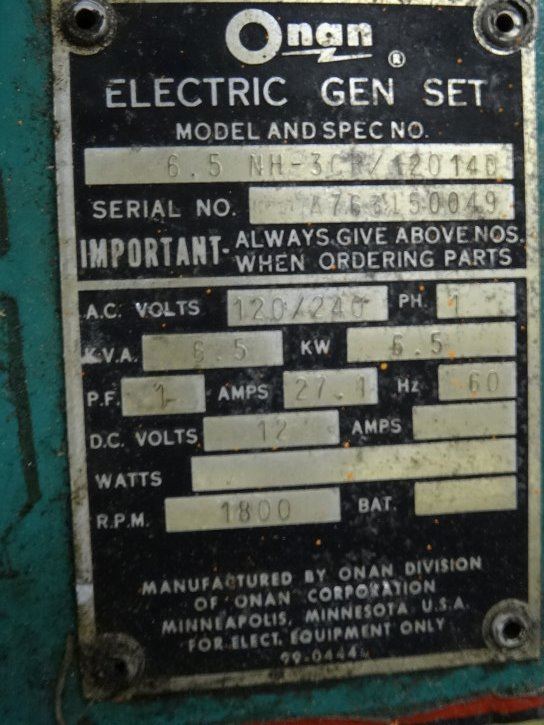 Onan ®
ELECTRIC GEN SET
MODEL AND SPEC NO.
6.5 NH-3CR/12014D
SERIAL NO. A763150049
IMPORTANT- ALWAYS GIVE ABOVE NOS.
WHEN ORDERING PARTS
A.C. VOLTS 120/240 PH. 1
K.V.A. 6.5 KW 6.5
P.F. 1 AMPS 27.1 Hz 60
D.C. VOLTS 12 AMPS
WATTS
R.P.M. 1800 BAT.
MANUFACTURED BY ONAN DIVISION
OF ONAN CORPORATION
MINNEAPOLIS, MINNESOTA U.S.A.
FOR ELECT. EQUIPMENT ONLY